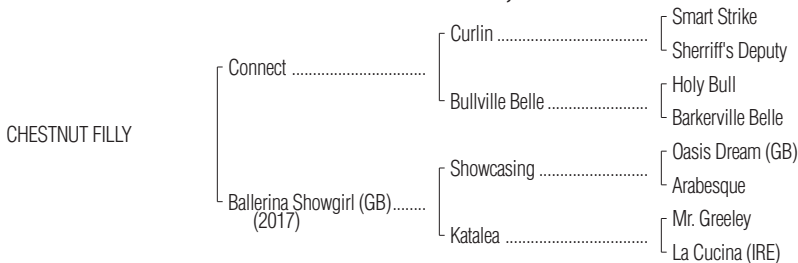 Smart Strike
Curlin ....................................
Sherriff's Deputy
Connect ................................
Holy Bull
Bullville Belle ........................
Barkerville Belle
CHESTNUT FILLY
Oasis Dream (GB)
Showcasing ...........................
Arabesque
Ballerina Showgirl (GB)........
(2017)
Mr. Greeley
Katalea ..................................
La Cucina (IRE)